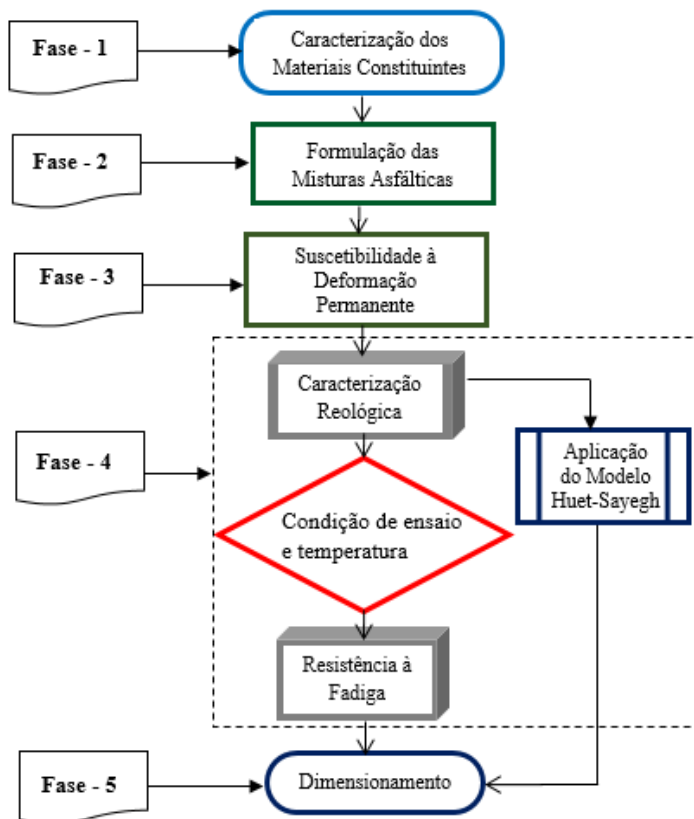 Fase - 1
Caracterização dos
Materiais Constituintes
Fase - 2
Formulação das
Misturas Asfálticas
Fase - 3
Suscetibilidade à
Deformação
Permanente
Fase - 4
Caracterização
Reológica
Aplicação
do Modelo
Huet-Sayegh
Condição de ensaio
e temperatura
Resistência à
Fadiga
Fase - 5
Dimensionamento